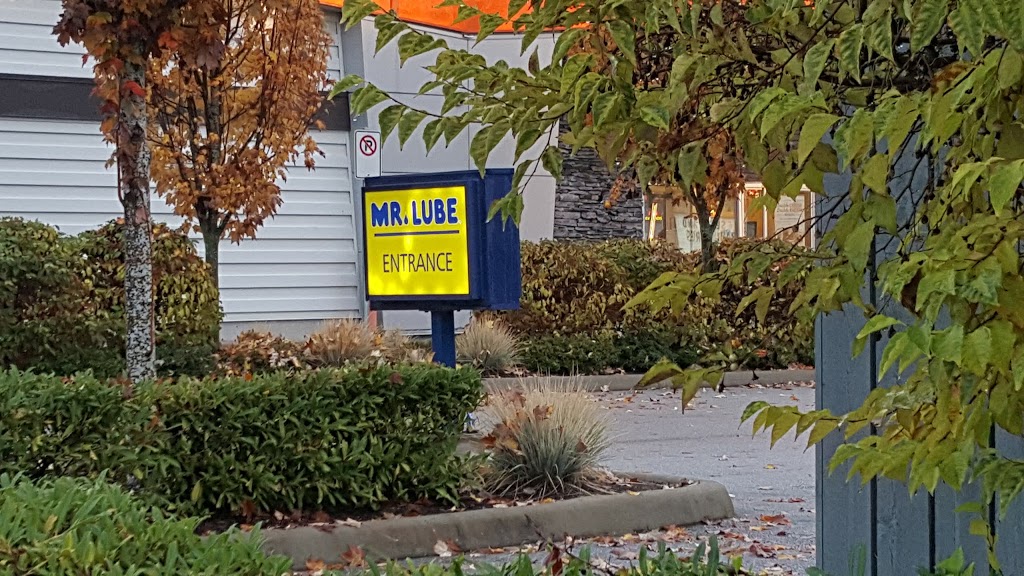 MR. LUBE
ENTRANCE